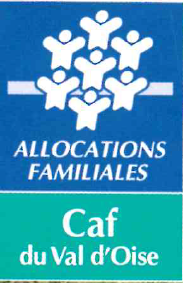 ALLOCATIONS
FAMILIALES
Caf
du Val d'Oise